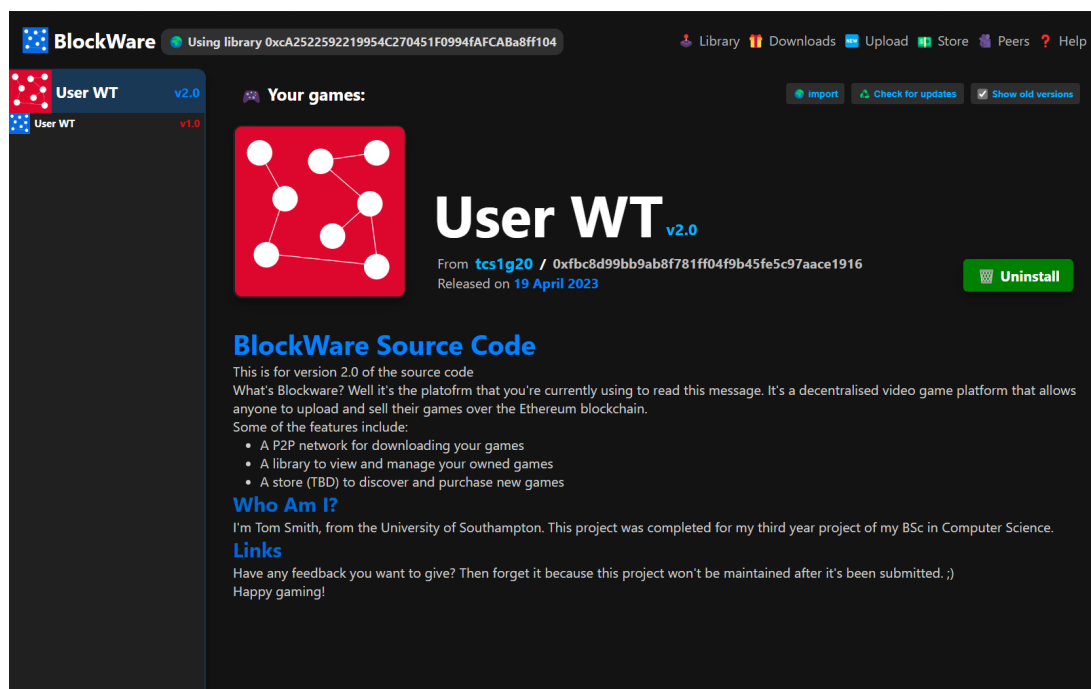 BlockWare
Using library 0xcA2522592219954C270451F0994fAFCABa8ff104
Library
Downloads
Upload
Store
Peers
Help
User WT v2.0
User WT v1.0
Your games:
import
Check for updates
Show old versions
User WT v2.0
From tcs1g20 / 0xfbc8d99bb9ab8f781ff04f9b45fe5c97aace1916
Released on 19 April 2023
Uninstall
BlockWare Source Code
This is for version 2.0 of the source code
What's Blockware? Well it's the platofrm that you're currently using to read this message. It's a decentralised video game platform that allows
anyone to upload and sell their games over the Ethereum blockchain.
Some of the features include:
• A P2P network for downloading your games
• A library to view and manage your owned games
• A store (TBD) to discover and purchase new games
Who Am I?
I'm Tom Smith, from the University of Southampton. This project was completed for my third year project of my BSc in Computer Science.
Links
Have any feedback you want to give? Then forget it because this project won't be maintained after it's been submitted. ;)
Happy gaming!